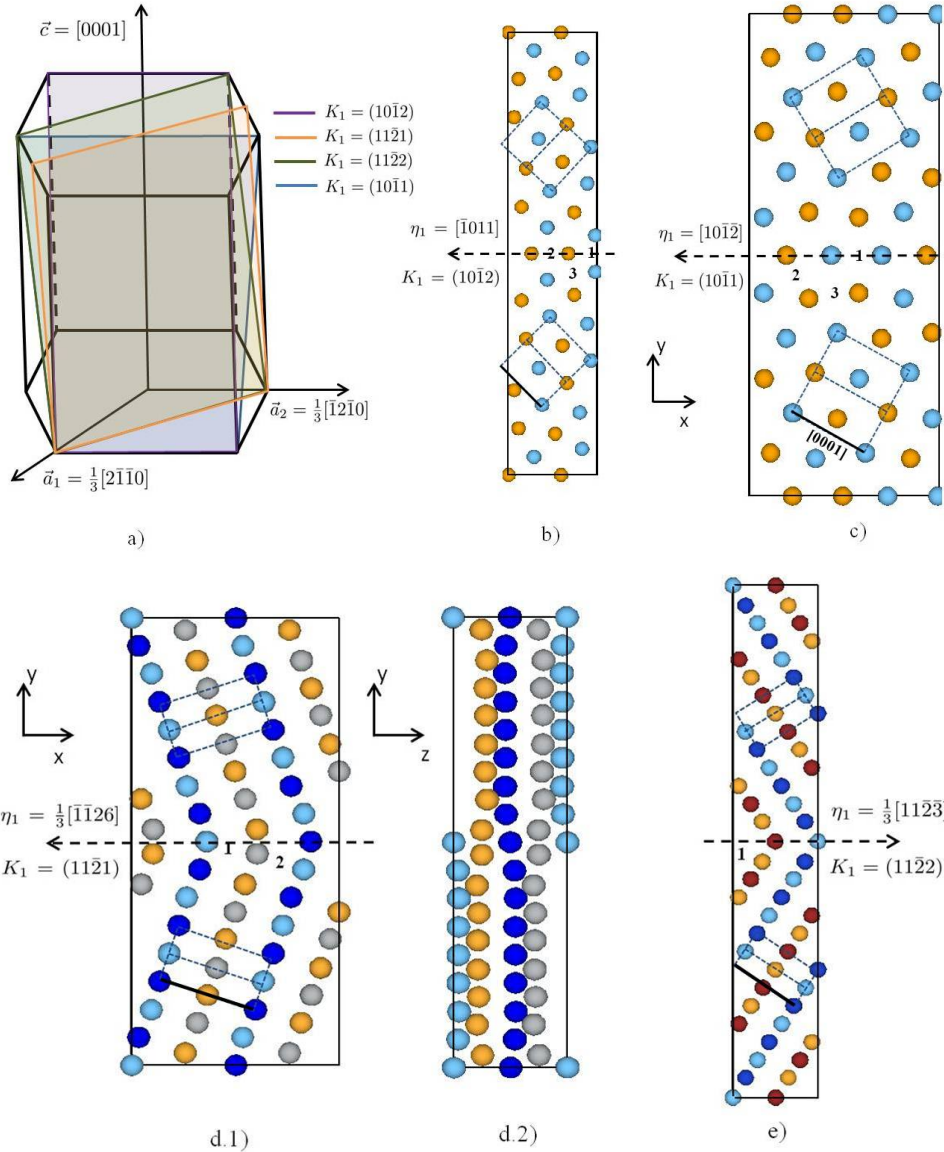 c⃗ = [0001]
K₁ = (101̄2)
K₁ = (112̄1)
K₁ = (112̄2)
K₁ = (101̄1)
a⃗₂ = ⅓[1̄21̄0]
a⃗₁ = ⅓[21̄1̄0]
a)
η₁ = [1̄011]
K₁ = (101̄2)
2
1
3
b)
η₁ = [101̄2̄]
K₁ = (101̄1)
1
2
3
y
x
[0001]
c)
y
x
η₁ = ⅓[1̄1̄26]
K₁ = (112̄1)
1
2
d.1)
y
z
d.2)
η₁ = ⅓[112̄3̄]
K₁ = (112̄2)
1
e)